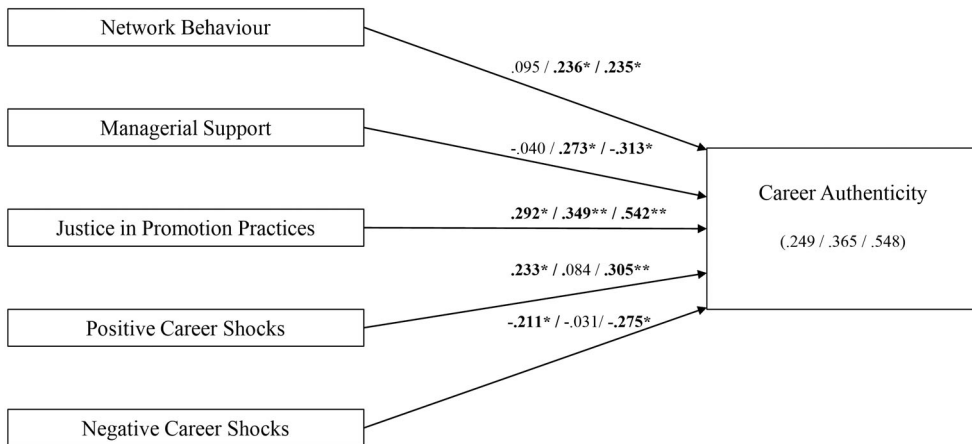 Network Behaviour
.095 / .236* / .235*
Managerial Support
-.040 / .273* / -.313*
Career Authenticity
(.249 / .365 / .548)
Justice in Promotion Practices
.292* / .349** / .542**
Positive Career Shocks
.233* / .084 / .305**
Negative Career Shocks
-.211* / -.031/ -.275*